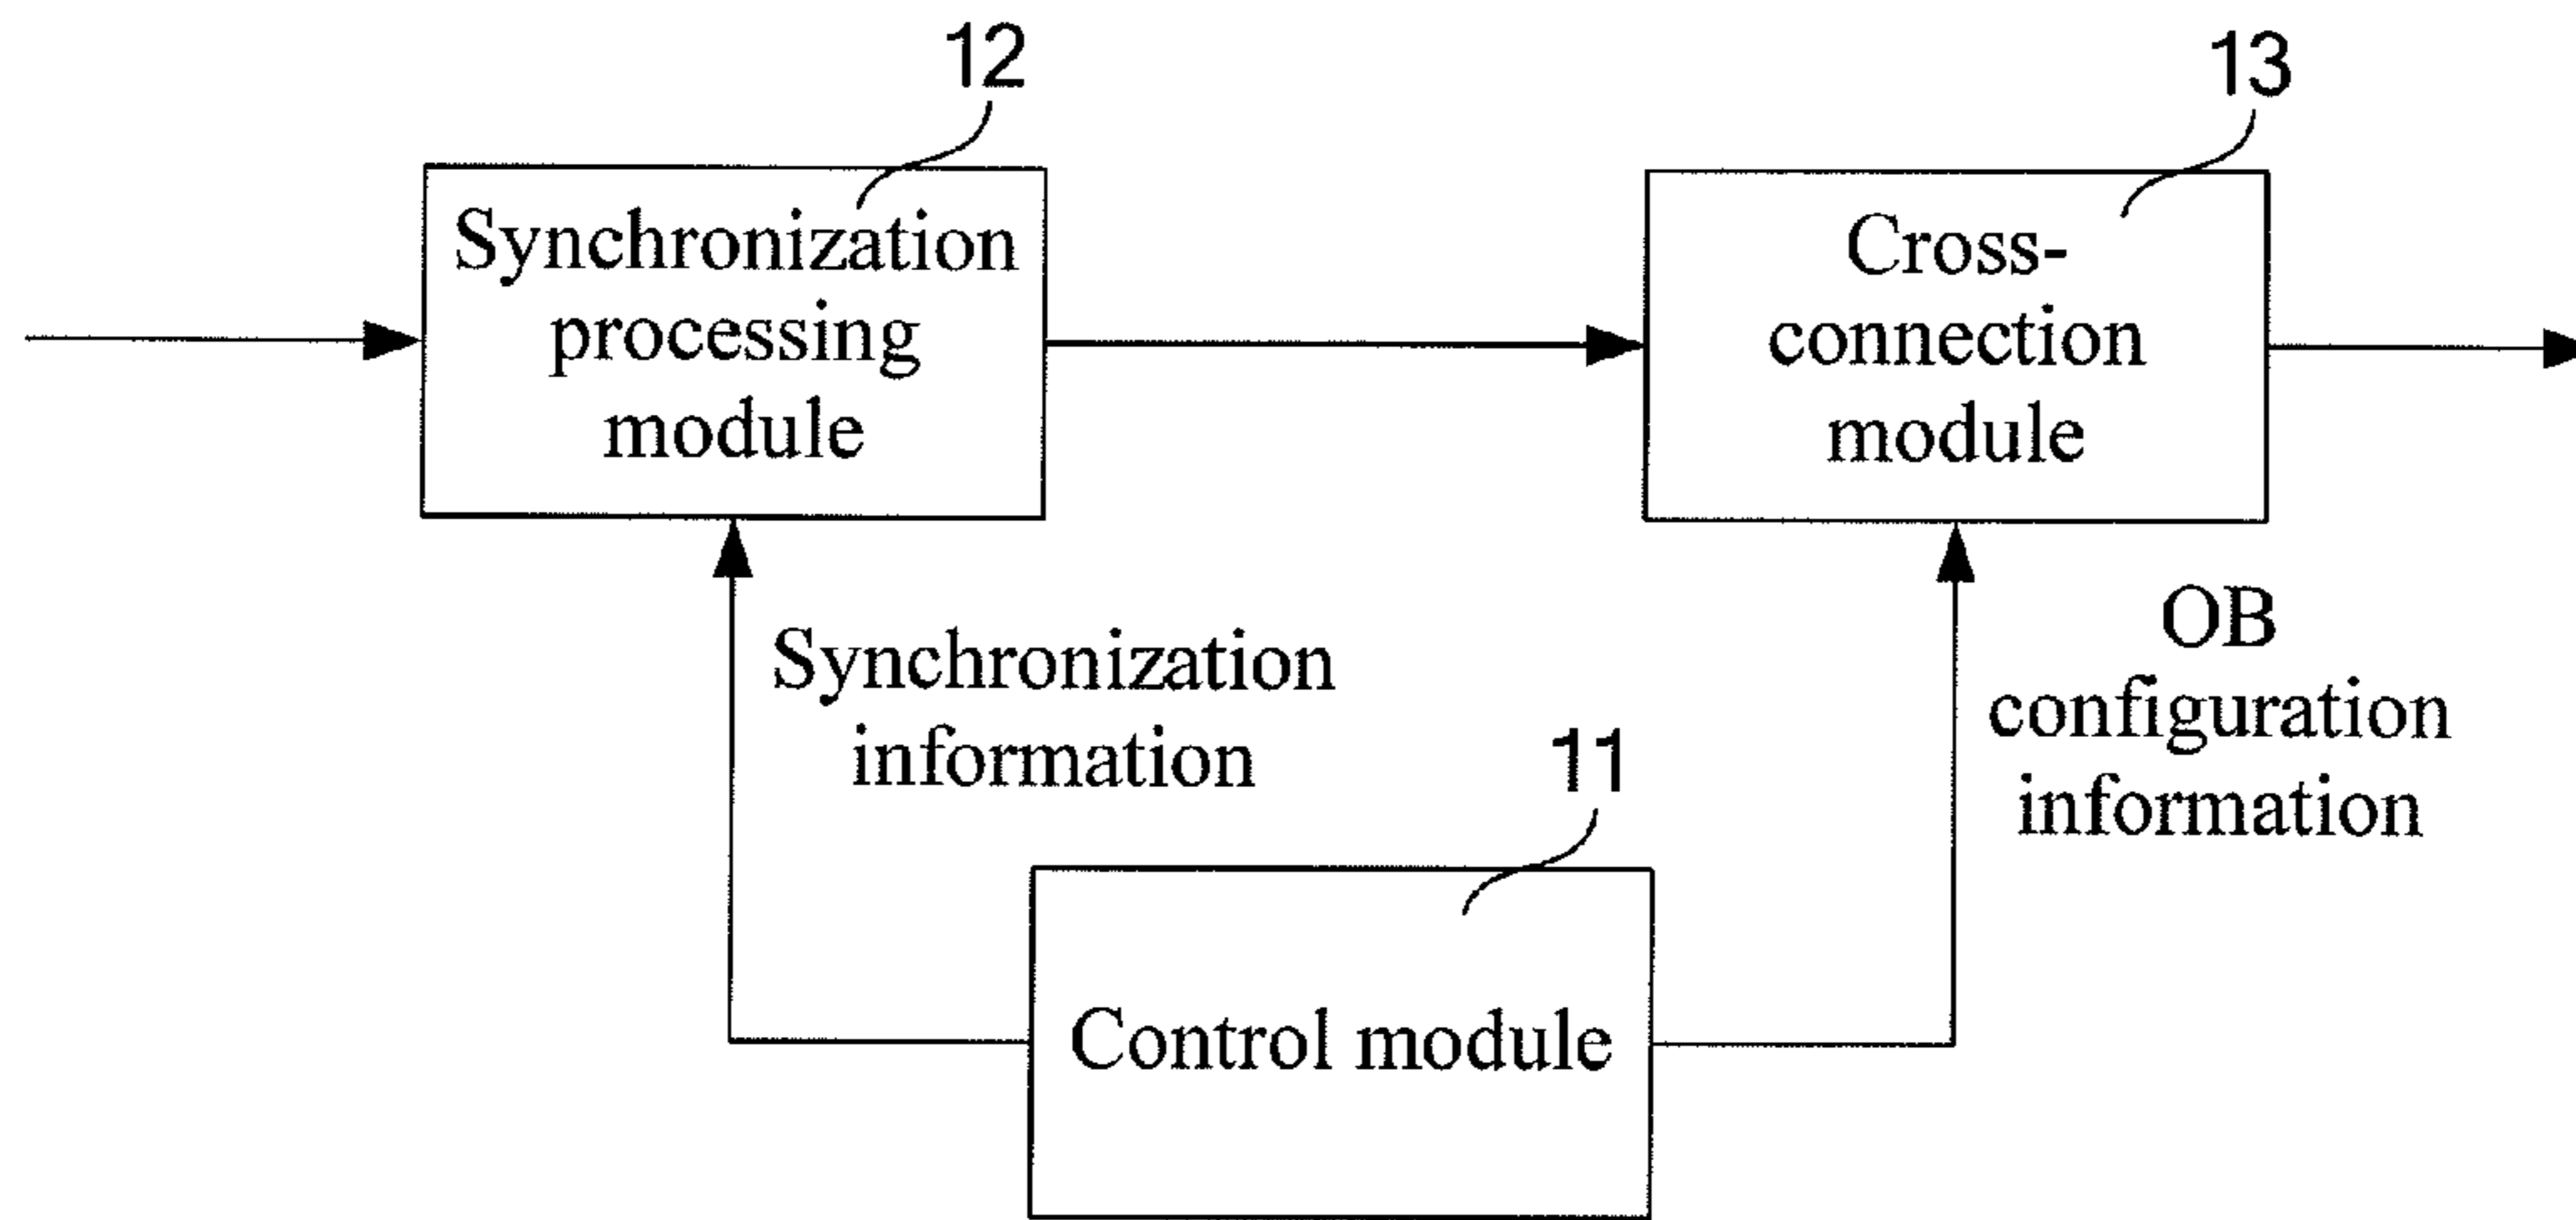 12
13
Synchronization
processing
module
Cross-
connection
module
Synchronization
information
OB
configuration
information
11
Control module